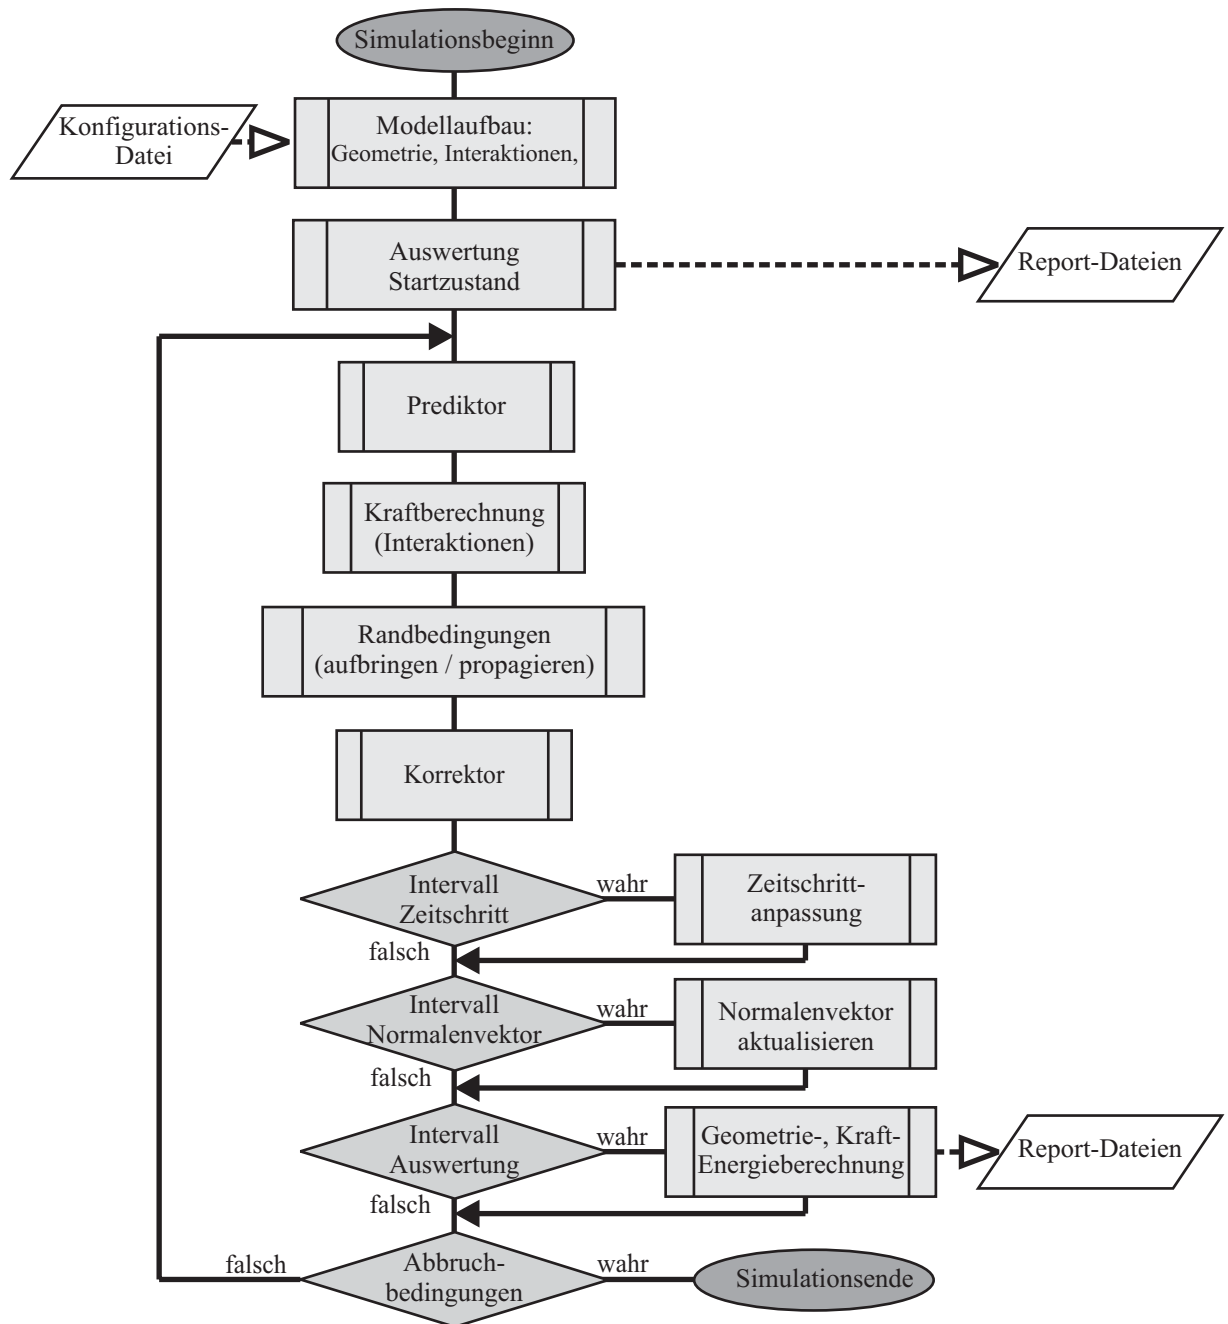 Simulationsbeginn
Konfigurations-
Datei
Modellaufbau:
Geometrie, Interaktionen,
Auswertung
Startzustand
Report-Dateien
Prediktor
Kraftberechnung
(Interaktionen)
Randbedingungen
(aufbringen / propagieren)
Korrektor
Intervall
Zeitschritt
wahr
Zeitschritt-
anpassung
falsch
Intervall
Normalenvektor
wahr
Normalenvektor
aktualisieren
falsch
Intervall
Auswertung
wahr
Geometrie-, Kraft-
Energieberechnung
Report-Dateien
falsch
falsch
Abbruch-
bedingungen
wahr
Simulationsende